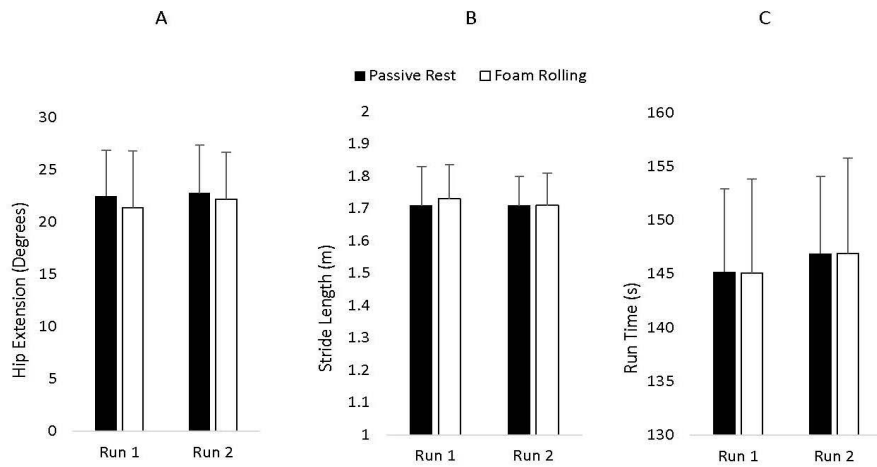 A
B
C
Passive Rest
Foam Rolling
Hip Extension (Degrees)
30
25
20
15
10
5
0
Run 1
Run 2
Stride Length (m)
2
1.9
1.8
1.7
1.6
1.5
1.4
1.3
1.2
1.1
1
Run 1
Run 2
Run Time (s)
160
155
150
145
140
135
130
Run 1
Run 2